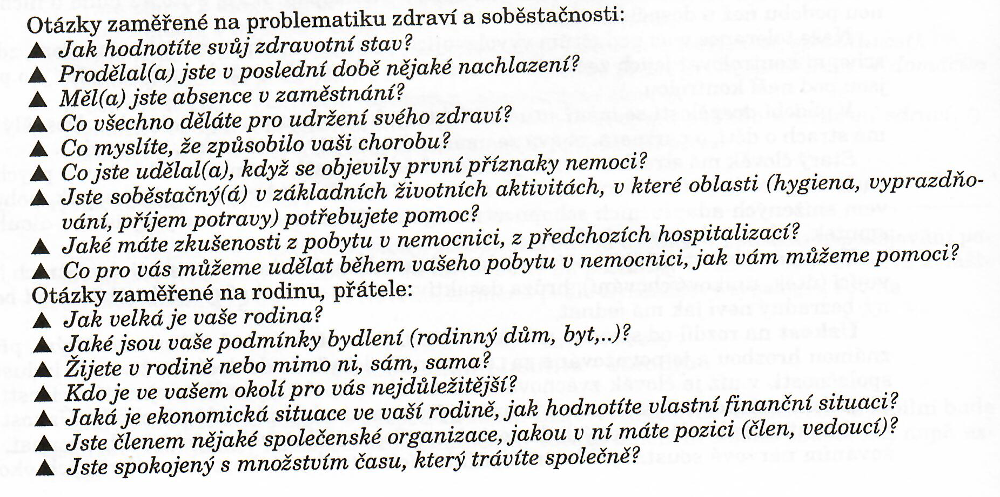 Otázky zaměřené na problematiku zdraví a soběstačnosti:
▲ Jak hodnotíte svůj zdravotní stav?
▲ Prodělal(a) jste v poslední době nějaké nachlazení?
▲ Měl(a) jste absence v zaměstnání?
▲ Co všechno děláte pro udržení svého zdraví?
▲ Co myslíte, že způsobilo vaši chorobu?
▲ Co jste udělal(a), když se objevily první příznaky nemoci?
▲ Jste soběstačný(á) v základních životních aktivitách, v které oblasti (hygiena, vyprazdňo-
vání, příjem potravy) potřebujete pomoc?
▲ Jaké máte zkušenosti z pobytu v nemocnici, z předchozích hospitalizací?
▲ Co pro vás můžeme udělat během vašeho pobytu v nemocnici, jak vám můžeme pomoci?
Otázky zaměřené na rodinu, přátele:
▲ Jak velká je vaše rodina?
▲ Jaké jsou vaše podmínky bydlení (rodinný dům, byt,..)?
▲ Žijete v rodině nebo mimo ni, sám, sama?
▲ Kdo je ve vašem okolí pro vás nejdůležitější?
▲ Jaká je ekonomická situace ve vaší rodině, jak hodnotíte vlastní finanční situaci?
▲ Jste členem nějaké společenské organizace, jakou v ní máte pozici (člen, vedoucí)?
▲ Jste spokojený s množstvím času, který trávíte společně?